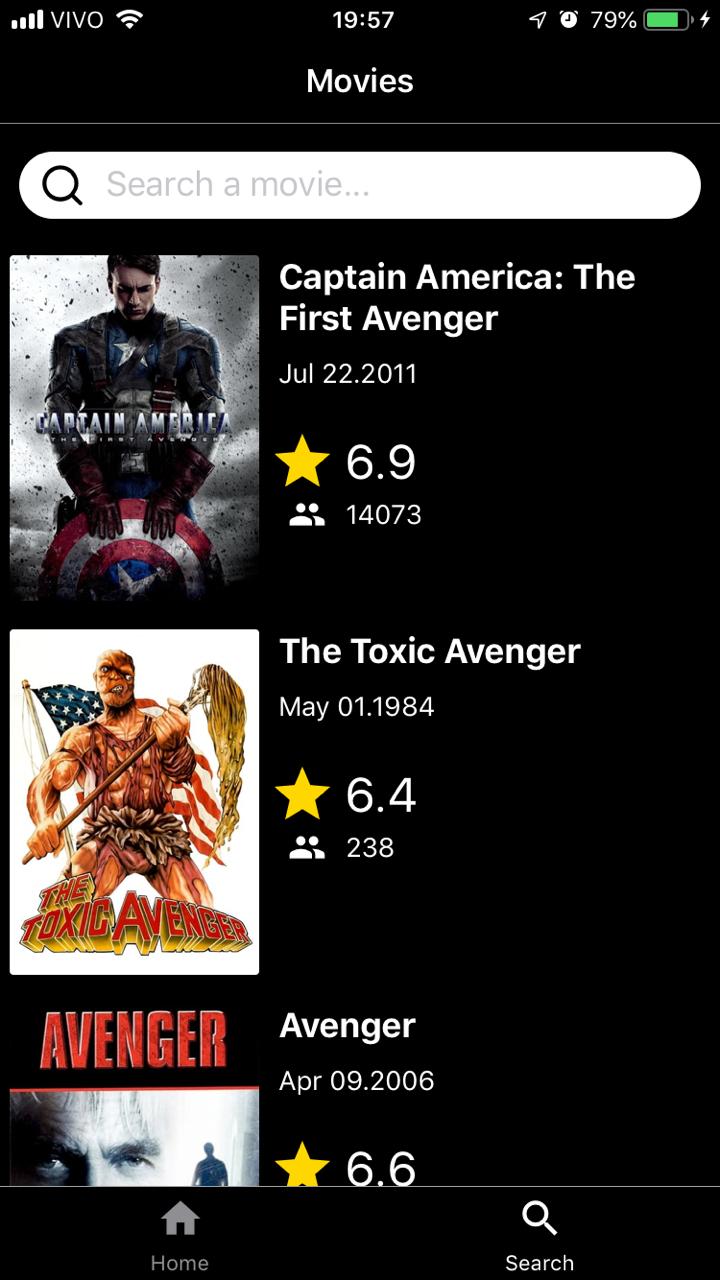 VIVO 19:57 79%
Movies
Search a movie...
CAPTAIN AMERICA
THE FIRST AVENGER
Captain America: The
First Avenger
Jul 22.2011
6.9
14073
THE
TOXIC AVENGER
The Toxic Avenger
May 01.1984
6.4
238
AVENGER
Avenger
Apr 09.2006
6.6
Home Search